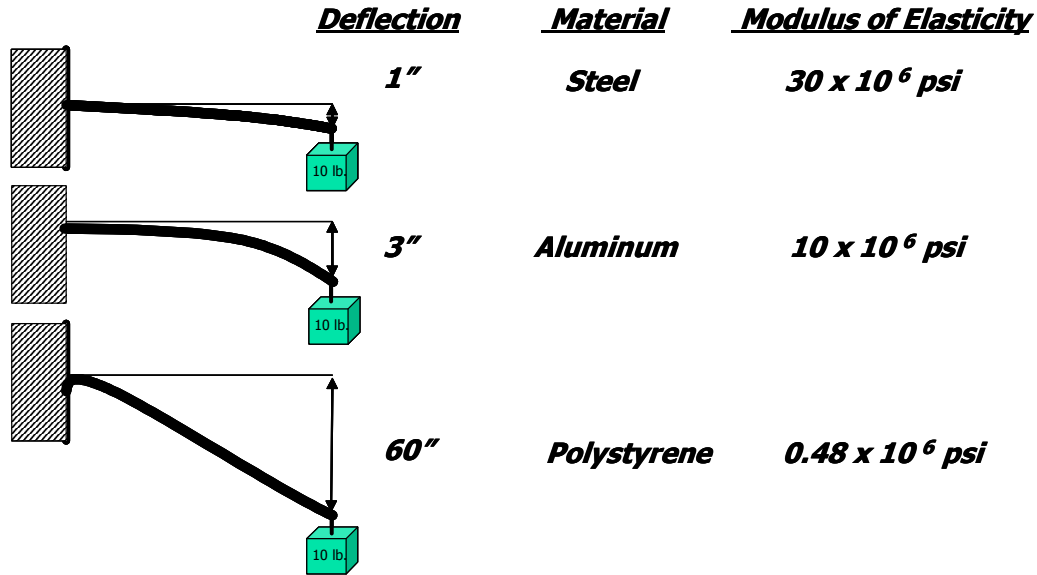 Deflection Material Modulus of Elasticity
1″ Steel 30 x 10 ⁶ psi
10 lb.
3″ Aluminum 10 x 10 ⁶ psi
10 lb.
60″ Polystyrene 0.48 x 10 ⁶ psi
10 lb.